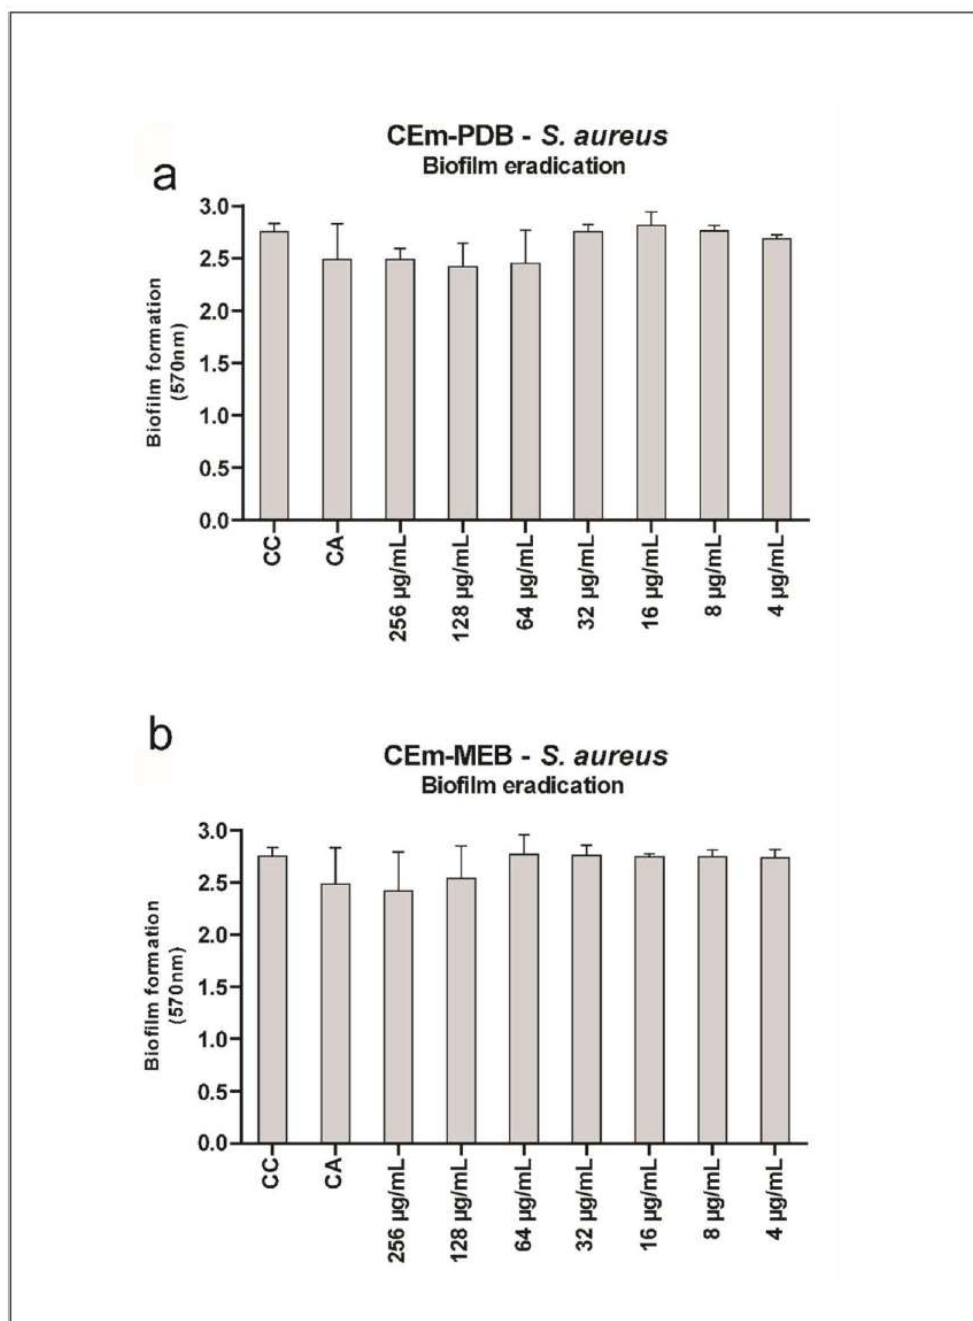 a
CEm-PDB - S. aureus
Biofilm eradication
Biofilm formation
(570nm)
3.0
2.5
2.0
1.5
1.0
0.5
0.0
CC
CA
256 µg/mL
128 µg/mL
64 µg/mL
32 µg/mL
16 µg/mL
8 µg/mL
4 µg/mL
b
CEm-MEB - S. aureus
Biofilm eradication
Biofilm formation
(570nm)
3.0
2.5
2.0
1.5
1.0
0.5
0.0
CC
CA
256 µg/mL
128 µg/mL
64 µg/mL
32 µg/mL
16 µg/mL
8 µg/mL
4 µg/mL